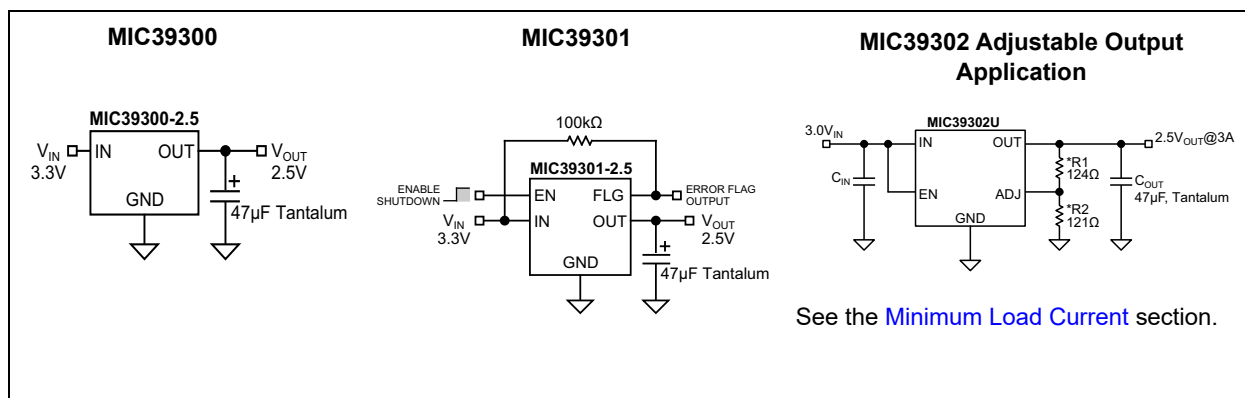 MIC39300
MIC39300-2.5
VIN
3.3V
IN
OUT
GND
VOUT
2.5V
+
47µF Tantalum
MIC39301
100kΩ
MIC39301-2.5
ENABLE
SHUTDOWN
EN
FLG
ERROR FLAG
OUTPUT
VIN
3.3V
IN
OUT
VOUT
2.5V
GND
+
47µF Tantalum
MIC39302 Adjustable Output
Application
MIC39302U
3.0VIN
IN
OUT
2.5VOUT@3A
CIN
EN
ADJ
GND
*R1
124Ω
*R2
121Ω
COUT
47µF, Tantalum
See the Minimum Load Current section.